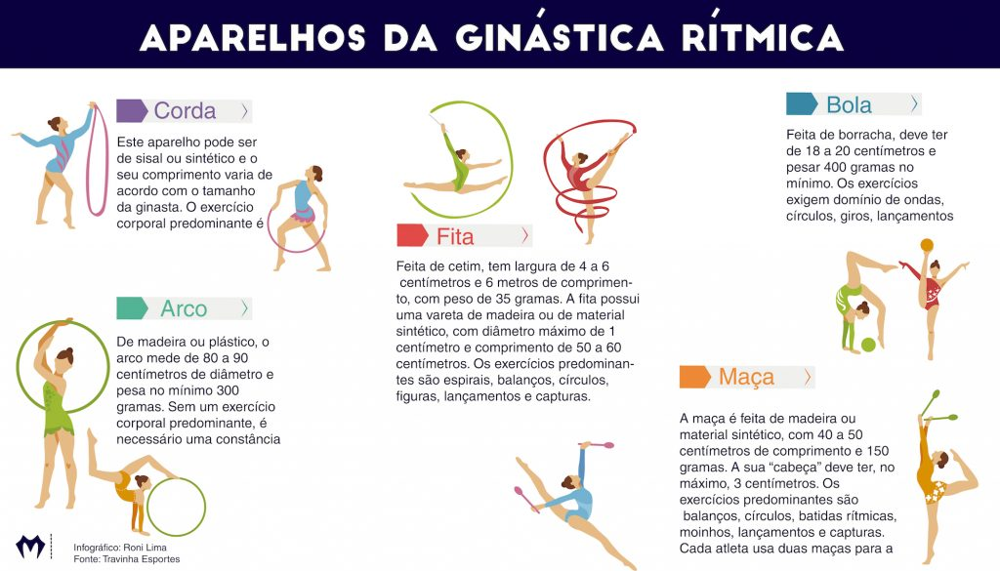 APARELHOS DA GINÁSTICA RÍTMICA
Corda
Este aparelho pode ser
de sisal ou sintético e o
seu comprimento varia de
acordo com o tamanho
da ginasta. O exercício
corporal predominante é
Arco
De madeira ou plástico, o
arco mede de 80 a 90
centímetros de diâmetro e
pesa no mínimo 300
gramas. Sem um exercício
corporal predominante, é
necessário uma constância
Fita
Feita de cetim, tem largura de 4 a 6
centímetros e 6 metros de comprimen-
to, com peso de 35 gramas. A fita possui
uma vareta de madeira ou de material
sintético, com diâmetro máximo de 1
centímetro e comprimento de 50 a 60
centímetros. Os exercícios predominan-
tes são espirais, balanços, círculos,
figuras, lançamentos e capturas.
Bola
Feita de borracha, deve ter
de 18 a 20 centímetros e
pesar 400 gramas no
mínimo. Os exercícios
exigem domínio de ondas,
círculos, giros, lançamentos
Maça
A maça é feita de madeira ou
material sintético, com 40 a 50
centímetros de comprimento e 150
gramas. A sua “cabeça” deve ter, no
máximo, 3 centímetros. Os
exercícios predominantes são
balanços, círculos, batidas rítmicas,
moinhos, lançamentos e capturas.
Cada atleta usa duas maças para a
Infográfico: Roni Lima
Fonte: Travinha Esportes